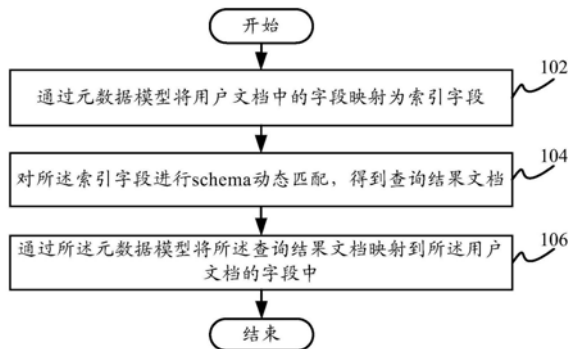 开始
通过元数据模型将用户文档中的字段映射为索引字段
102
对所述索引字段进行schema动态匹配，得到查询结果文档
104
通过所述元数据模型将所述查询结果文档映射到所述用户
文档的字段中
106
结束